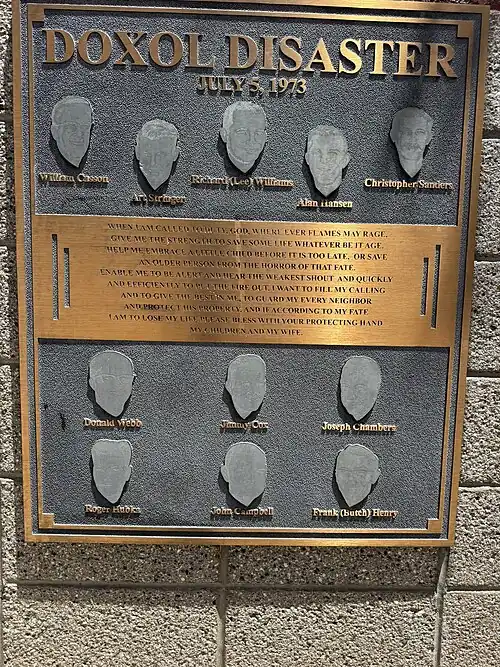 DOXOL DISASTER
JULY 5, 1973
William Casson
Art Stringer
Richard (Lee) Williams
Alan Hansen
Christopher Sanders
WHEN I AM CALLED TO DUTY, GOD, WHERE EVER FLAMES MAY RAGE,
GIVE ME THE STRENGTH TO SAVE SOME LIFE WHATEVER BE IT AGE.
HELP ME EMBRACE A LITTLE CHILD BEFORE IT IS TOO LATE, OR SAVE
AN OLDER PERSON FROM THE HORROR OF THAT FATE.
ENABLE ME TO BE ALERT AND HEAR THE WEAKEST SHOUT AND QUICKLY
AND EFFICIENTLY TO PUT THE FIRE OUT. I WANT TO FILL MY CALLING
AND TO GIVE THE BEST IN ME, TO GUARD MY EVERY NEIGHBOR
AND PROTECT HIS PROPERTY, AND IF ACCORDING TO MY FATE
I AM TO LOSE MY LIFE PLEASE BLESS WITH YOUR PROTECTING HAND
MY CHILDREN AND MY WIFE.
Donald Webb
Jimmy Cox
Joseph Chambers
Roger Hubka
John Campbell
Frank (Butch) Henry